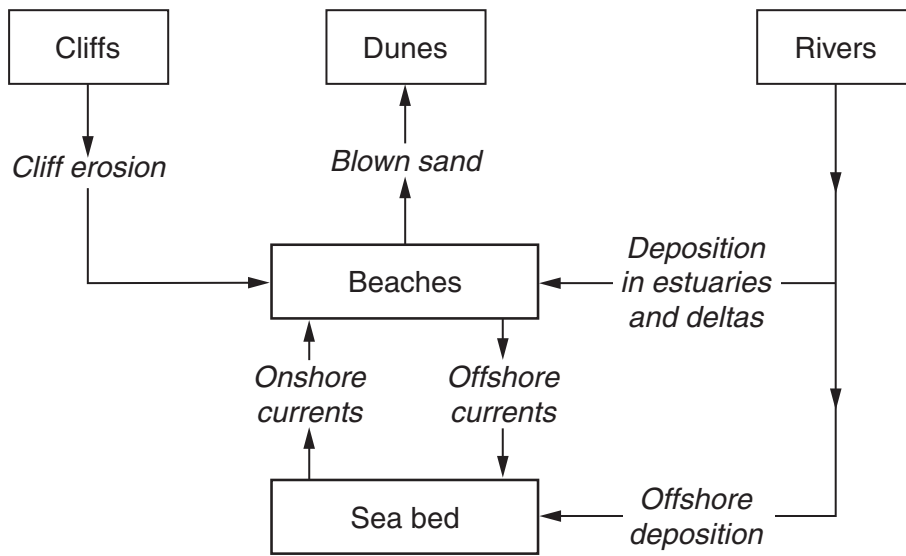 Cliffs
Dunes
Rivers
Cliff erosion
Blown sand
Deposition
in estuaries
and deltas
Beaches
Onshore
currents
Offshore
currents
Sea bed
Offshore
deposition